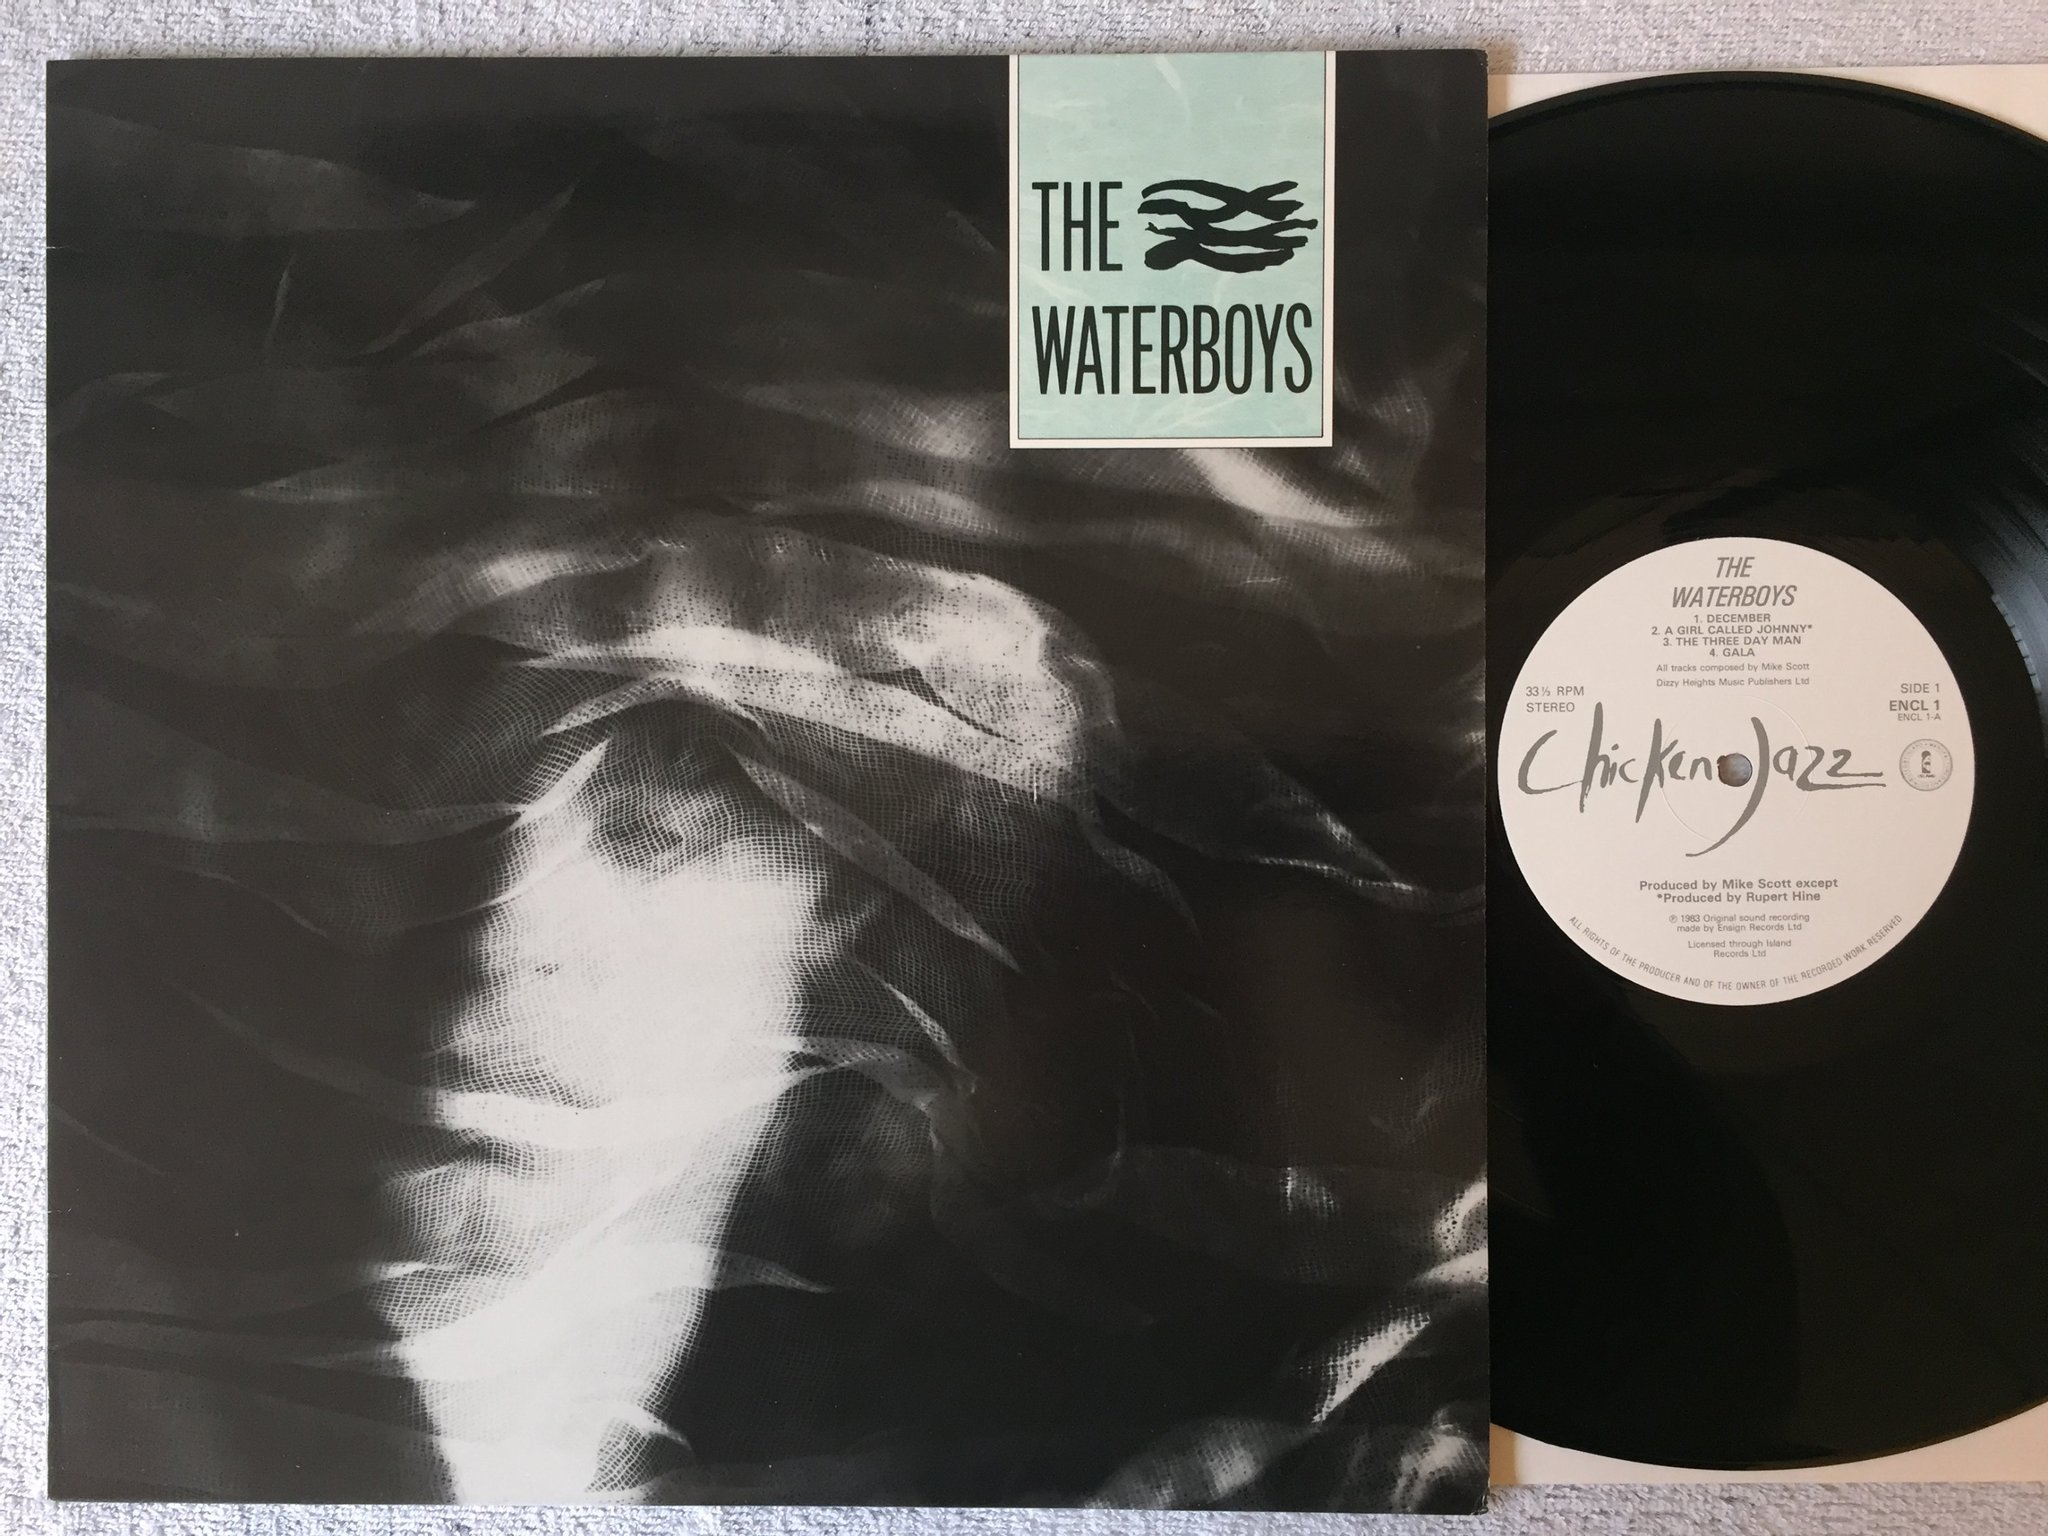 THE
WATERBOYS
THE
WATERBOYS
1. DECEMBER
2. A GIRL CALLED JOHNNY*
3. THE THREE DAY MAN
4. GALA
All tracks composed by Mike Scott
Dizzy Heights Music Publishers Ltd
33⅓ RPM
STEREO
SIDE 1
ENCL 1
ENCL 1-A
Chicken Jazz
ISLAND
Produced by Mike Scott except
*Produced by Rupert Hine
℗ 1983 Original sound recording
made by Ensign Records Ltd
Licensed through Island
Records Ltd
ALL RIGHTS OF THE PRODUCER AND OF THE OWNER OF THE RECORDED WORK RESERVED